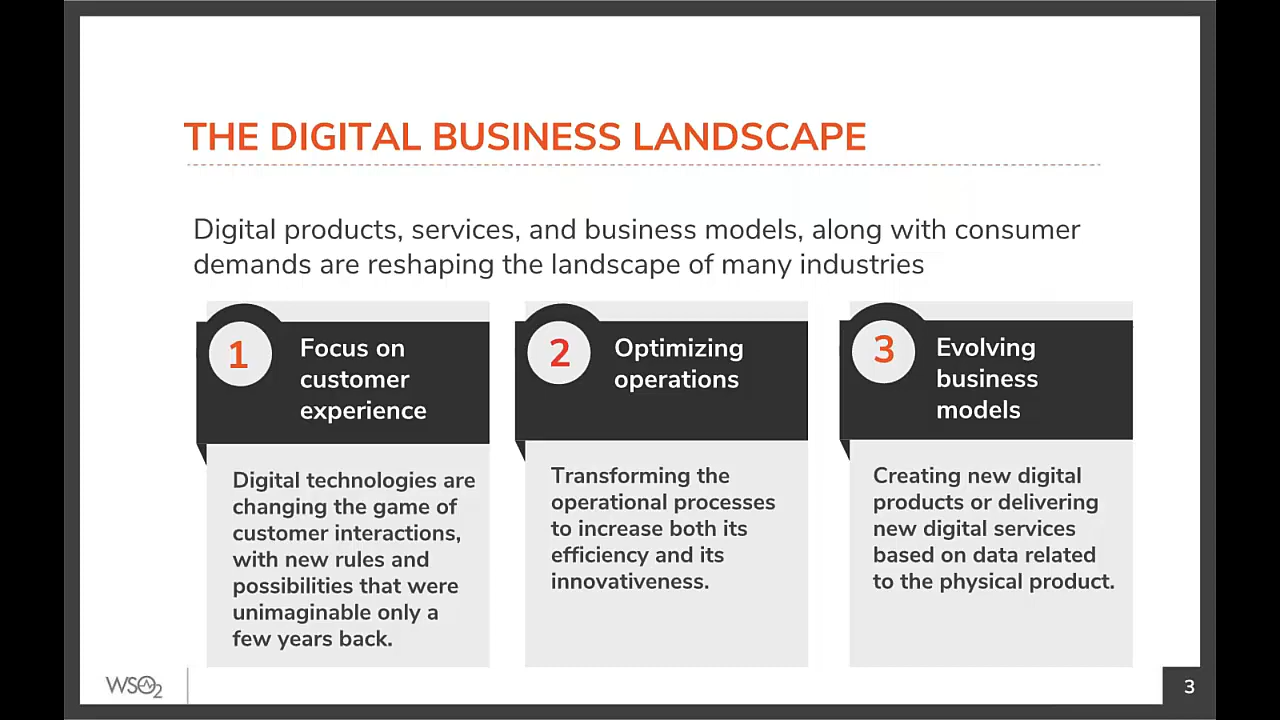 THE DIGITAL BUSINESS LANDSCAPE
Digital products, services, and business models, along with consumer
demands are reshaping the landscape of many industries
1
Focus on
customer
experience
Digital technologies are
changing the game of
customer interactions,
with new rules and
possibilities that were
unimaginable only a
few years back.
2
Optimizing
operations
Transforming the
operational processes
to increase both its
efficiency and its
innovativeness.
3
Evolving
business
models
Creating new digital
products or delivering
new digital services
based on data related
to the physical product.
WSO2
3